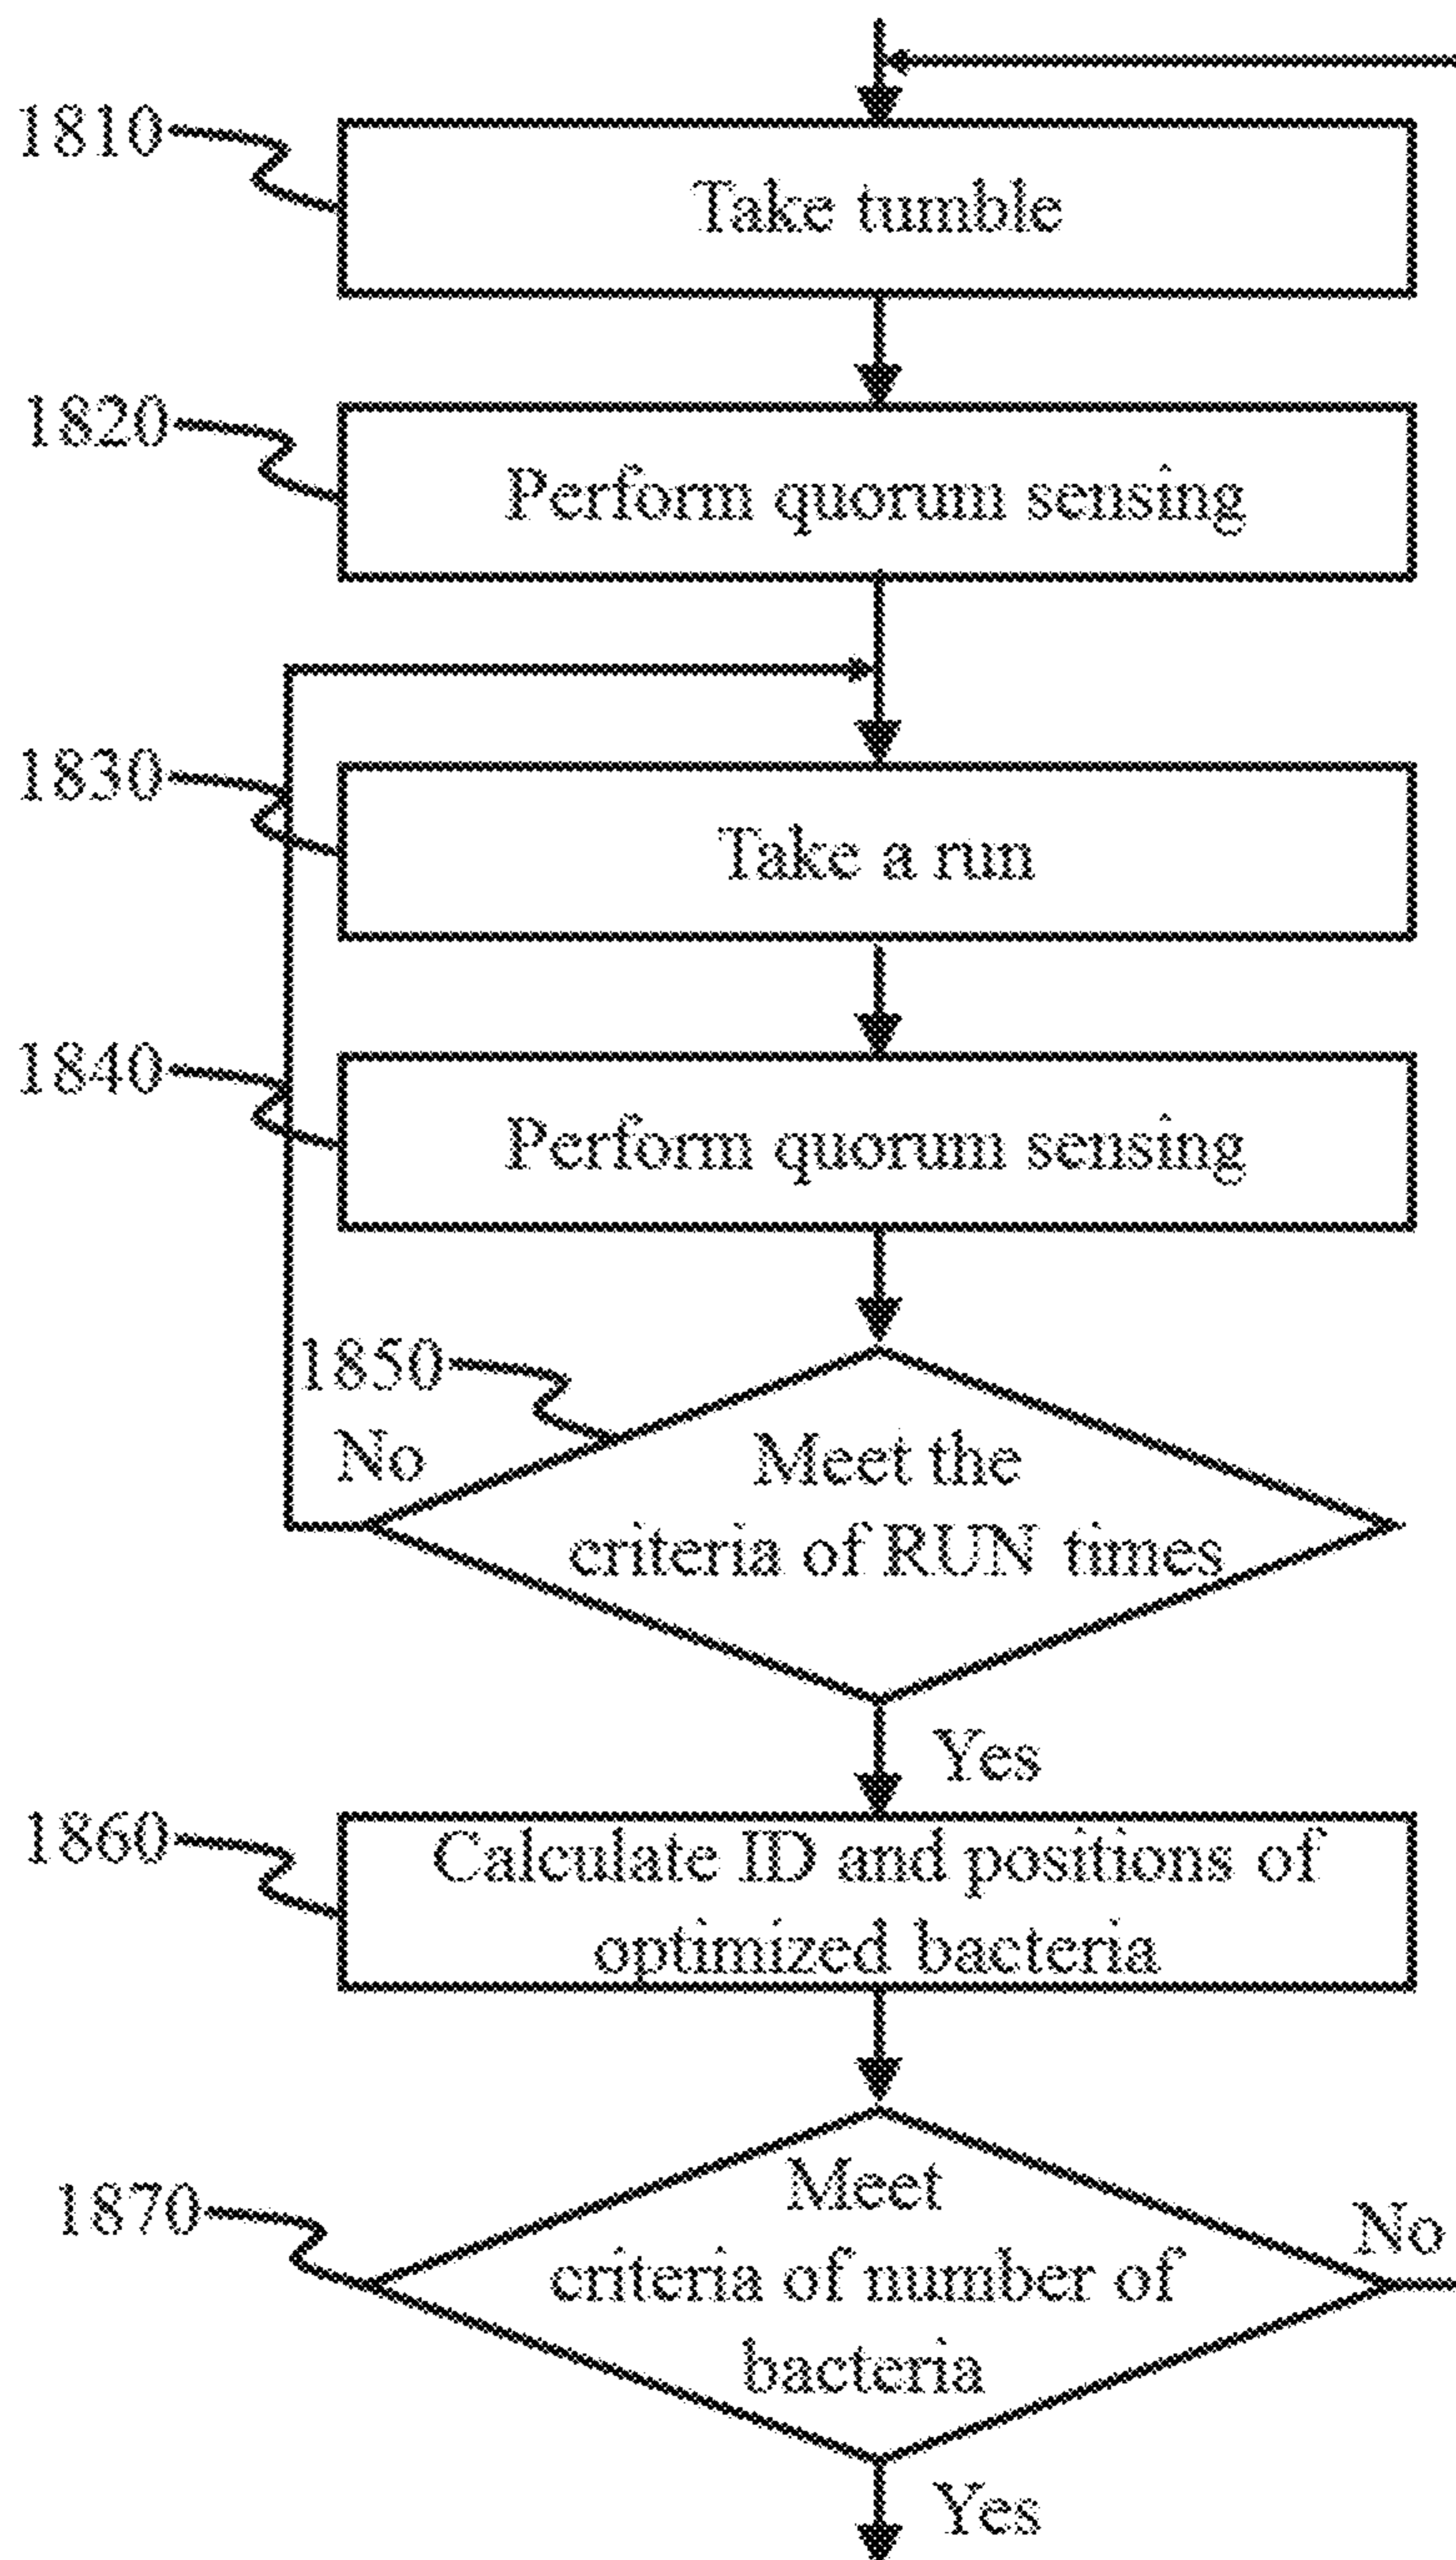 1810
Take tumble
1820
Perform quorum sensing
1830
Take a run
1840
Perform quorum sensing
1850
No
Meet the
criteria of RUN times
Yes
1860
Calculate ID and positions of
optimized bacteria
1870
Meet
criteria of number of
bacteria
No
Yes